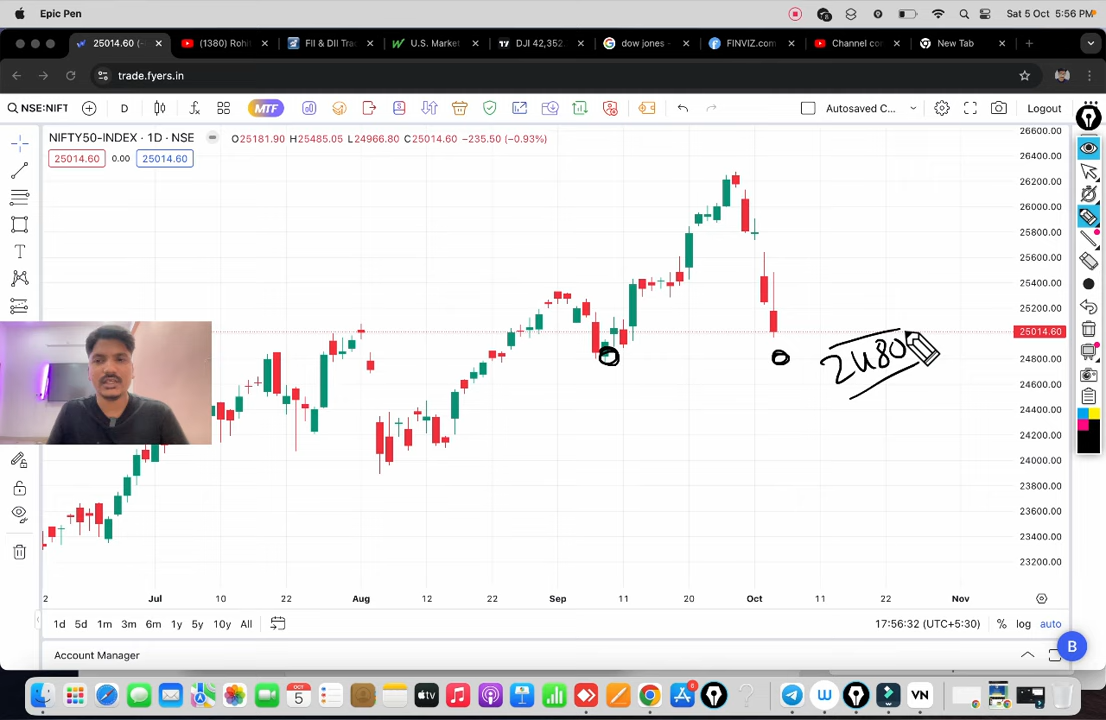 Epic Pen
Sat 5 Oct 5:56 PM
25014.60 (-
(1380) Rohit
FII & DII Tra
U.S. Market
DJI 42,352.
dow jones -
FINVIZ.com
Channel co
New Tab
trade.fyers.in
NSE:NIFT
D
MTF
Autosaved C...
Logout
NIFTY50-INDEX · 1D · NSE
O25181.90 H25485.05 L24966.80 C25014.60 −235.50 (−0.93%)
25014.60 0.00 25014.60
26600.00
26400.00
26200.00
26000.00
25800.00
25600.00
25400.00
25200.00
25014.60
24800.00
24600.00
24400.00
24200.00
24000.00
23800.00
23600.00
23400.00
23200.00
2480
2 Jul 10 22 Aug 12 22 Sep 11 20 Oct 11 22 Nov
1d 5d 1m 3m 6m 1y 5y 10y All
17:56:32 (UTC+5:30) % log auto
Account Manager
B
OCT
5
tv
W
VN